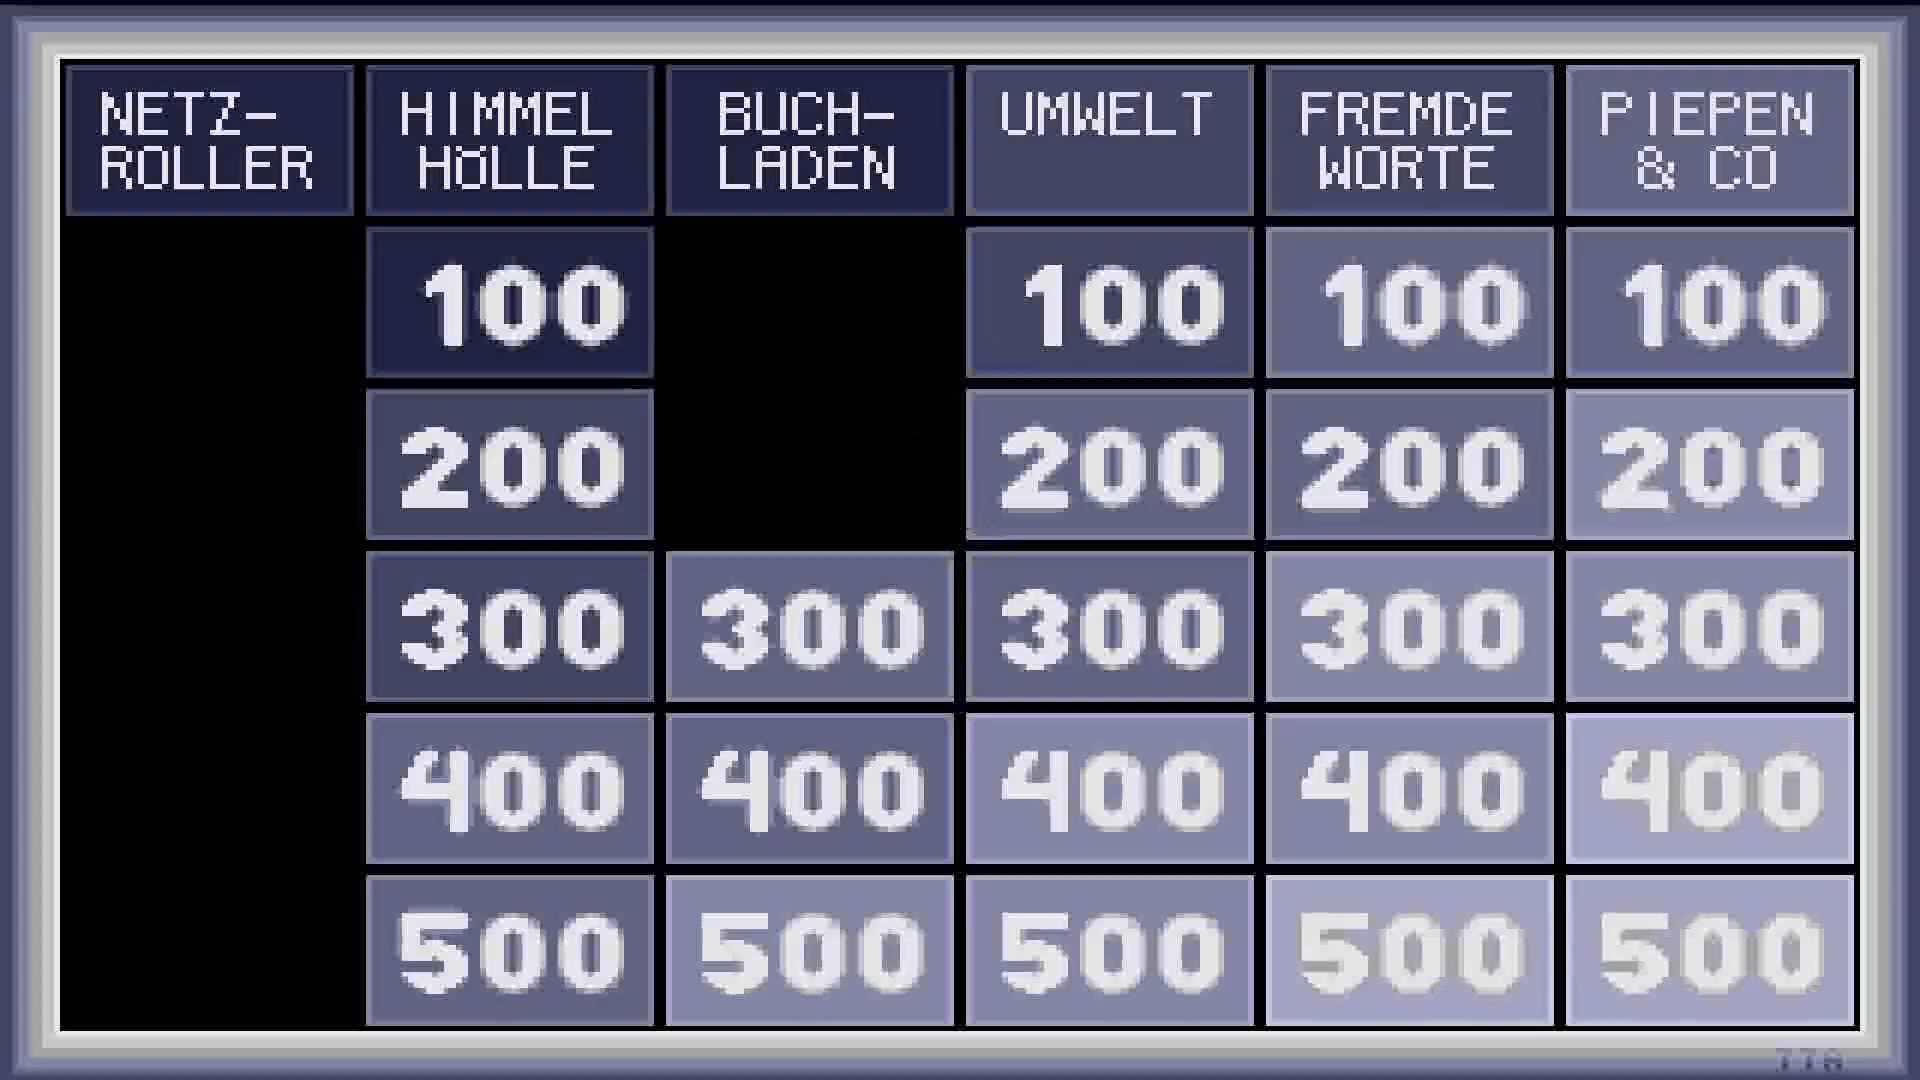 NETZ-
ROLLER
HIMMEL
HÖLLE
BUCH-
LADEN
UMWELT
FREMDE
WORTE
PIEPEN
& CO
100 100 100 100
200 200 200 200
300 300 300 300 300
400 400 400 400 400
500 500 500 500 500